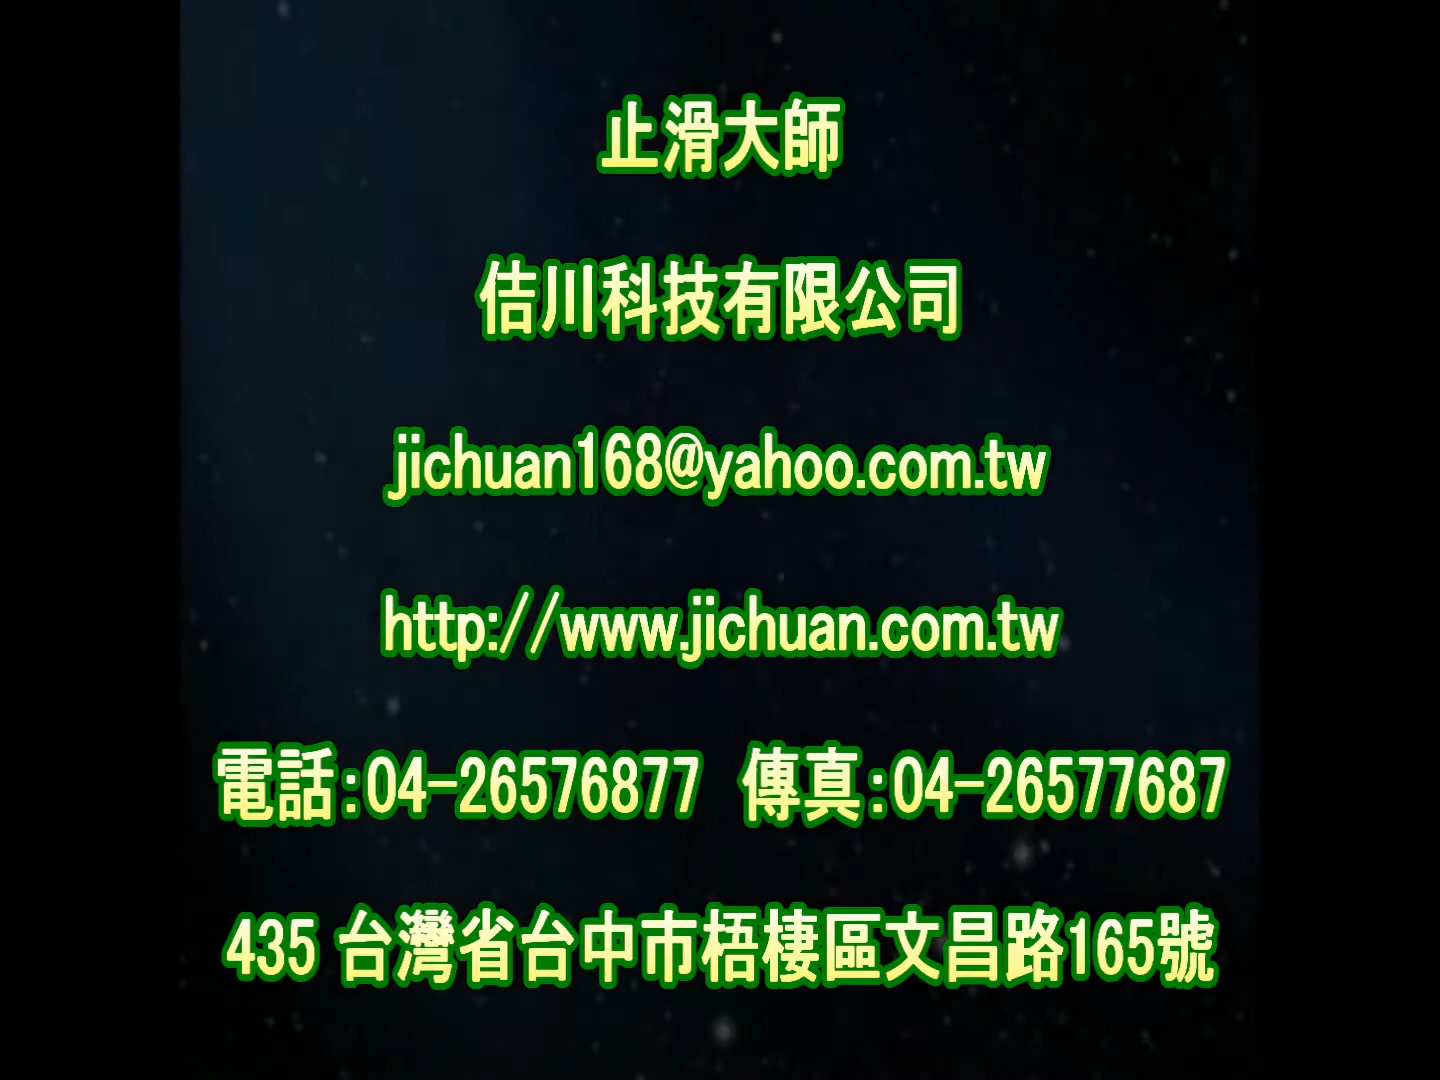 止滑大師
佶川科技有限公司
jichuan168@yahoo.com.tw
http://www.jichuan.com.tw
電話:04-26576877 傳真:04-26577687
435 台灣省台中市梧棲區文昌路165號